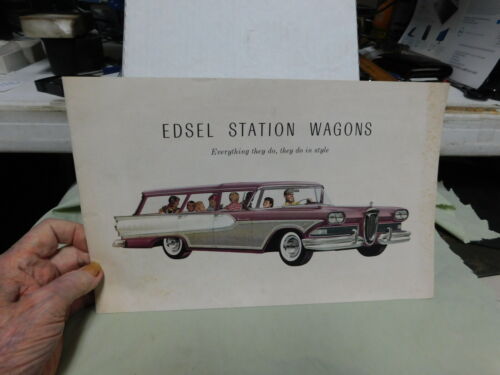 EDSEL STATION WAGONS
Everything they do, they do in style